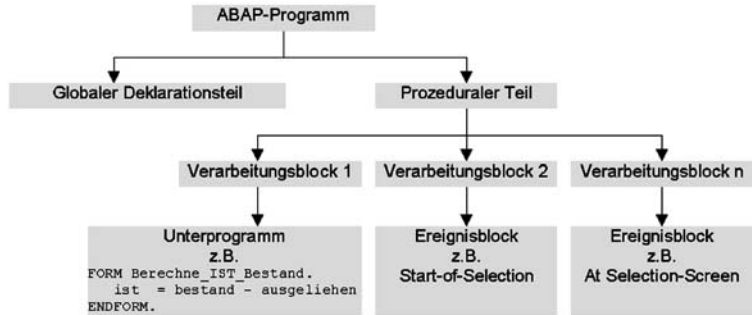 ABAP-Programm
Globaler Deklarationsteil
Prozeduraler Teil
Verarbeitungsblock 1
Verarbeitungsblock 2
Verarbeitungsblock n
Unterprogramm
z.B.
FORM Berechne_IST_Bestand.
ist = bestand - ausgeliehen
ENDFORM.
Ereignisblock
z.B.
Start-of-Selection
Ereignisblock
z.B.
At Selection-Screen